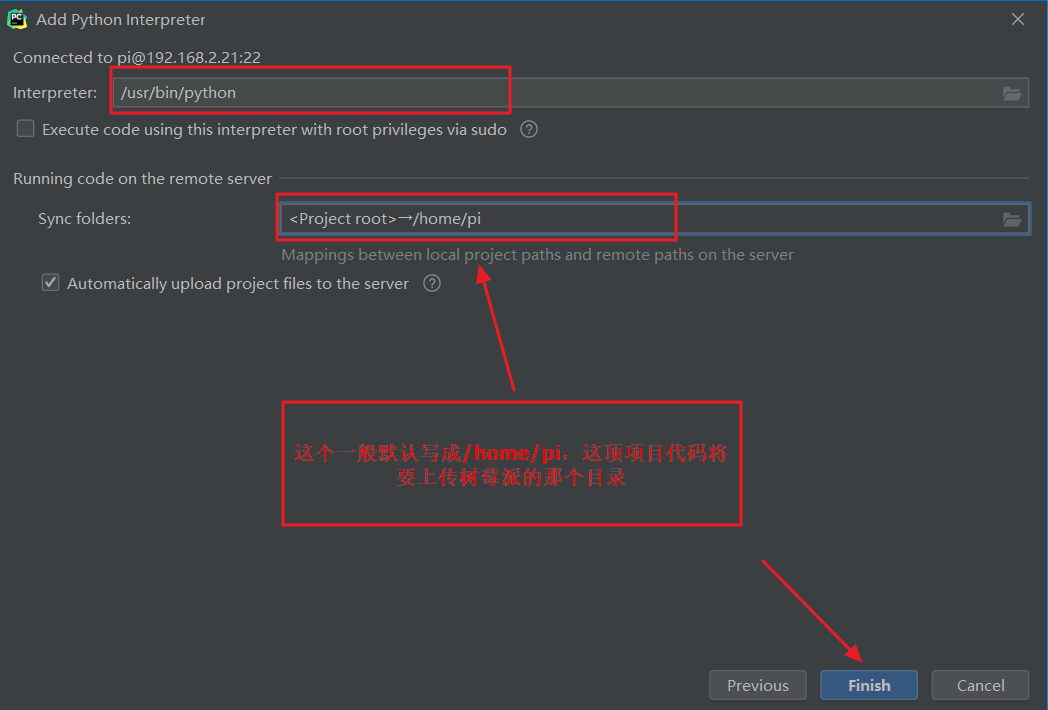 PC
Add Python Interpreter
Connected to pi@192.168.2.21:22
Interpreter: /usr/bin/python
Execute code using this interpreter with root privileges via sudo ?
Running code on the remote server
Sync folders: <Project root>→/home/pi
Mappings between local project paths and remote paths on the server
Automatically upload project files to the server ?
这个一般默认写成/home/pi. 这顶项目代码将
要上传树莓派的那个目录
Previous Finish Cancel